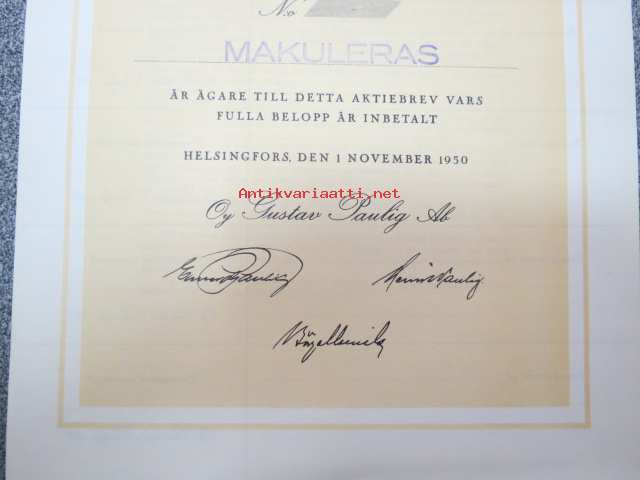 No
MAKULERAS
ÄR ÄGARE TILL DETTA AKTIEBREV VARS
FULLA BELOPP ÄR INBETALT
HELSINGFORS, DEN 1 NOVEMBER 1950
Antikvariaatti.net
Oy Gustav Paulig Ab